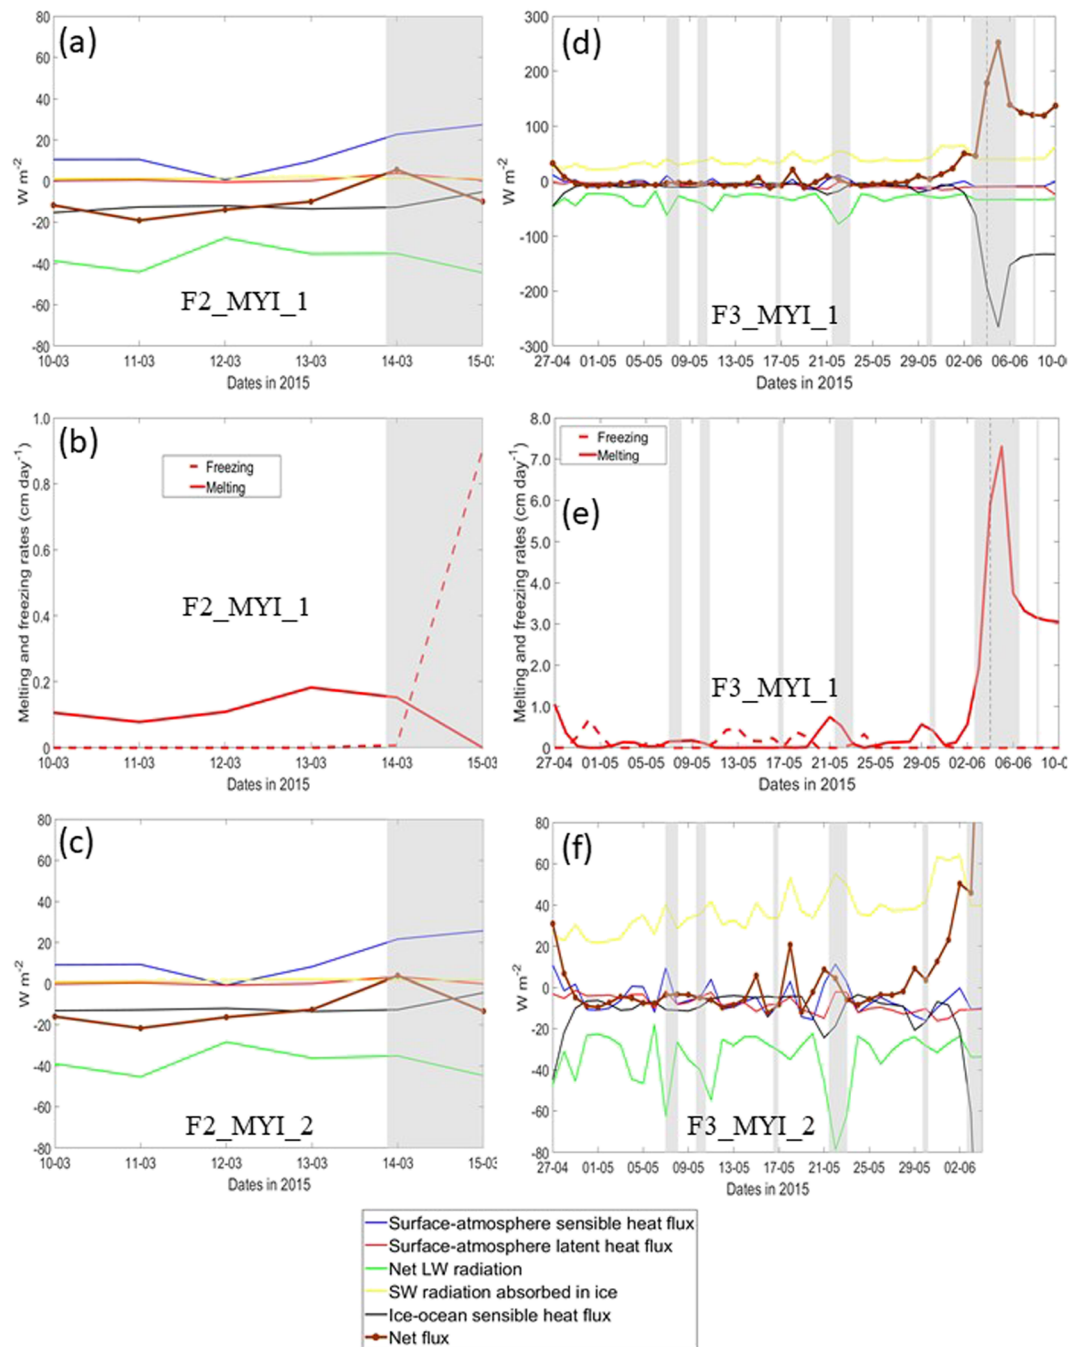 (a)
80
60
40
20
0
-20
-40
-60
-80
W m-2
F2_MYI_1
10-03 11-03 12-03 13-03 14-03 15-03
Dates in 2015
(d)
300
200
100
0
-100
-200
-300
W m-2
F3_MYI_1
27-04 01-05 05-05 09-05 13-05 17-05 21-05 25-05 29-05 02-06 06-06 10-0
Dates in 2015
(b)
1.0
0.8
0.6
0.4
0.2
0
Melting and freezing rates (cm day-1)
Freezing
Melting
F2_MYI_1
10-03 11-03 12-03 13-03 14-03 15-03
Dates in 2015
(e)
8.0
7.0
6.0
5.0
4.0
3.0
2.0
1.0
0
Melting and freezing rates (cm day-1)
Freezing
Melting
F3_MYI_1
27-04 01-05 05-05 09-05 13-05 17-05 21-05 25-05 29-05 02-06 06-06 10-0
Dates in 2015
(c)
80
60
40
20
0
-20
-40
-60
-80
W m-2
F2_MYI_2
10-03 11-03 12-03 13-03 14-03 15-03
Dates in 2015
(f)
80
60
40
20
0
-20
-40
-60
-80
W m-2
F3_MYI_2
27-04 01-05 05-05 09-05 13-05 17-05 21-05 25-05 29-05 02-06
Dates in 2015
Surface-atmosphere sensible heat flux
Surface-atmosphere latent heat flux
Net LW radiation
SW radiation absorbed in ice
Ice-ocean sensible heat flux
Net flux